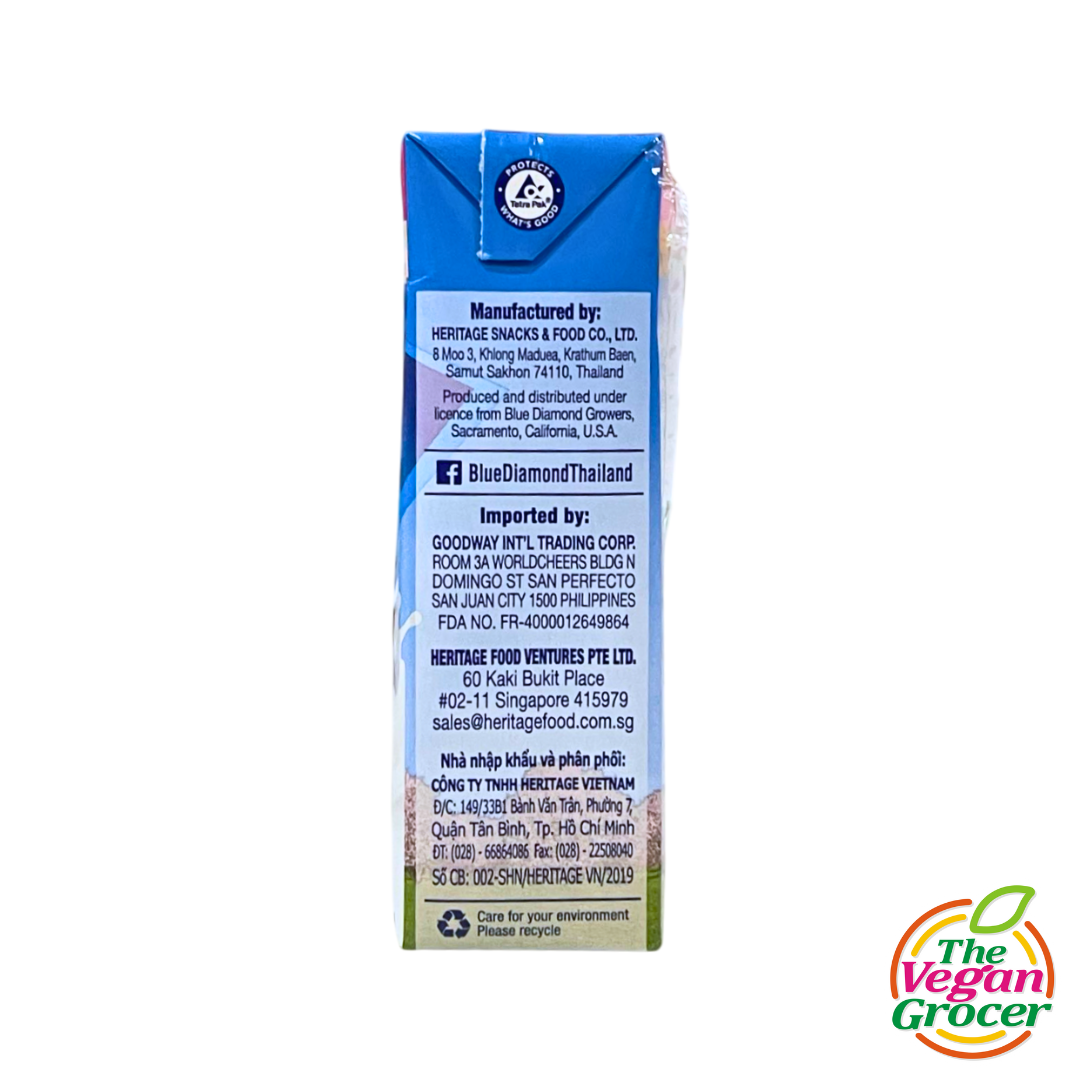 PROTECTS
Tetra Pak®
WHAT'S GOOD
Manufactured by:
HERITAGE SNACKS & FOOD CO., LTD.
8 Moo 3, Khlong Maduea, Krathum Baen,
Samut Sakhon 74110, Thailand
Produced and distributed under
licence from Blue Diamond Growers,
Sacramento, California, U.S.A.
BlueDiamondThailand
Imported by:
GOODWAY INT'L TRADING CORP.
ROOM 3A WORLDCHEERS BLDG N
DOMINGO ST SAN PERFECTO
SAN JUAN CITY 1500 PHILIPPINES
FDA NO. FR-4000012649864
HERITAGE FOOD VENTURES PTE LTD.
60 Kaki Bukit Place
#02-11 Singapore 415979
sales@heritagefood.com.sg
Nhà nhập khẩu và phân phối:
CÔNG TY TNHH HERITAGE VIETNAM
Đ/C: 149/33B1 Bành Văn Trân, Phường 7,
Quận Tân Bình, Tp. Hồ Chí Minh
ĐT: (028) - 66864086 Fax: (028) - 22508040
Số CB: 002-SHN/HERITAGE VN/2019
Care for your environment
Please recycle
The
Vegan
Grocer